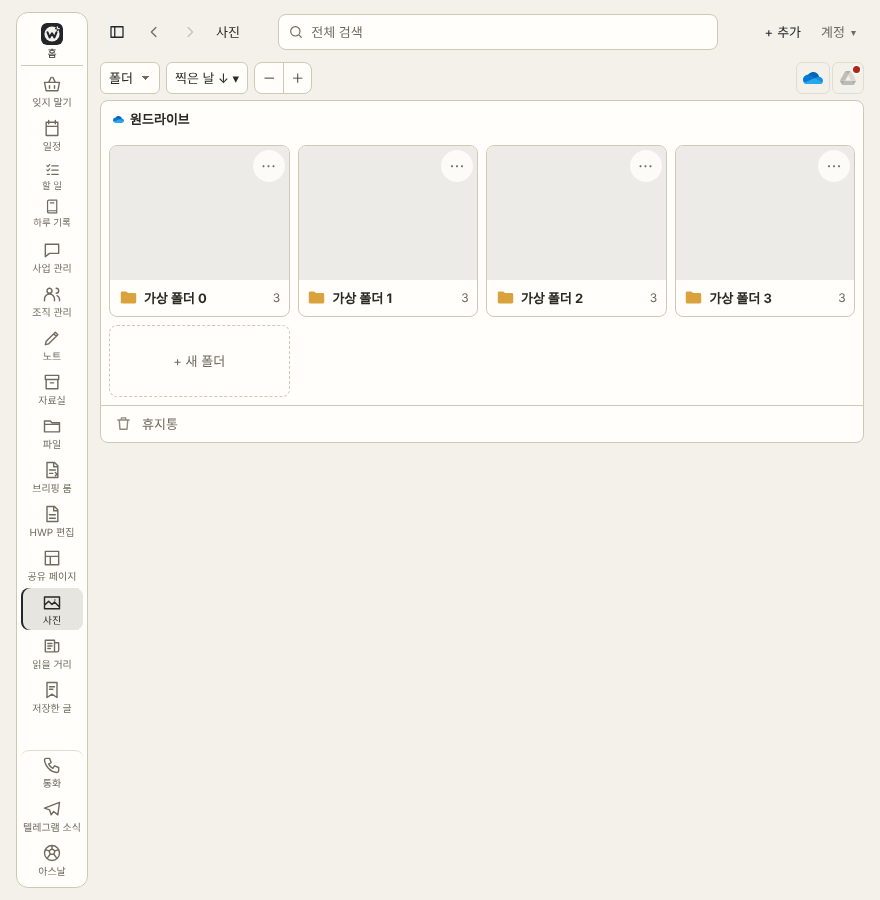 홈
잊지 말기
일정
할 일
하루 기록
사업 관리
조직 관리
노트
자료실
파일
브리핑 룸
HWP 편집
공유 페이지
사진
읽을 거리
저장한 글
통화
텔레그램 소식
아스날
사진
전체 검색
+ 추가
계정 ▾
폴더
찍은 날 ↓ ▾
원드라이브
가상 폴더 0 3
가상 폴더 1 3
가상 폴더 2 3
가상 폴더 3 3
+ 새 폴더
휴지통